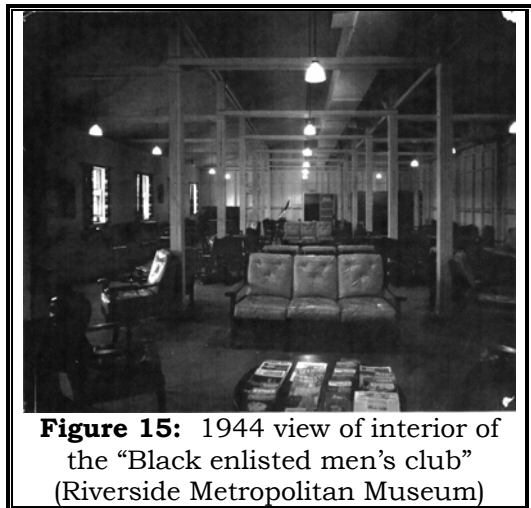 Figure 15: 1944 view of interior of
the “Black enlisted men’s club”
(Riverside Metropolitan Museum)